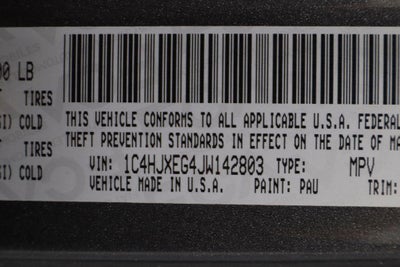 00 LB
TIRES
SI) COLD
THIS VEHICLE CONFORMS TO ALL APPLICABLE U.S.A. FEDERAL
T TIRES
THEFT PREVENTION STANDARDS IN EFFECT ON THE DATE OF MA
SI) COLD
VIN: 1C4HJXEG4JW142803 TYPE: MPV
VEHICLE MADE IN U.S.A. PAINT: PAU TRIM: